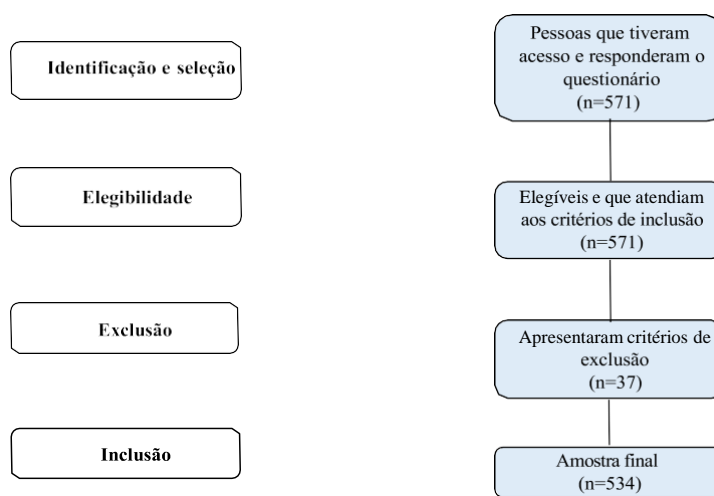 Identificação e seleção
Pessoas que tiveram
acesso e responderam o
questionário
(n=571)
Elegibilidade
Elegíveis e que atendiam
aos critérios de inclusão
(n=571)
Exclusão
Apresentaram critérios de
exclusão
(n=37)
Inclusão
Amostra final
(n=534)